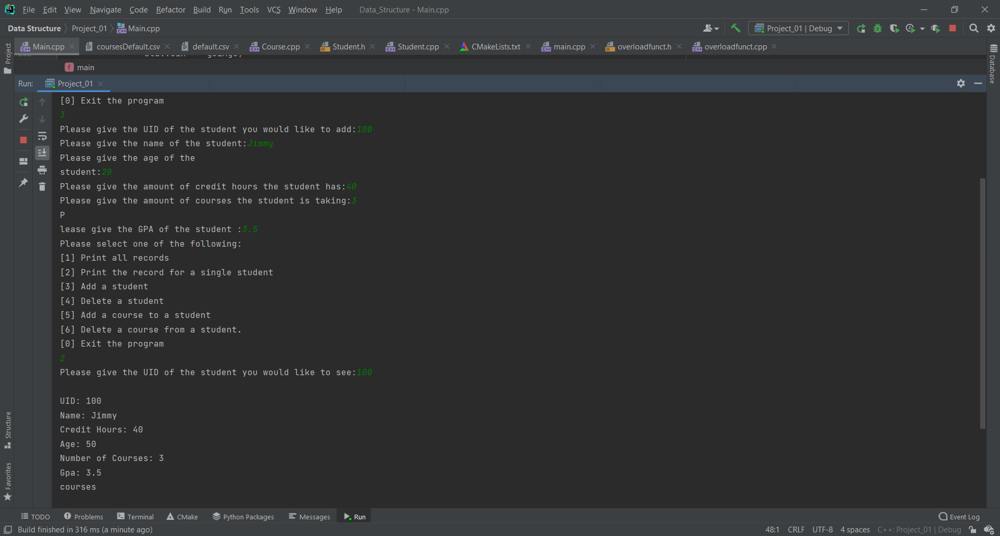 File Edit View Navigate Code Refactor Build Run Tools VCS Window Help Data_Structure - Main.cpp
Data Structure Project_01 Main.cpp Project_01 | Debug
Project
Main.cpp coursesDefault.csv default.csv Course.cpp Student.h Student.cpp CMakeLists.txt main.cpp overloadfunct.h overloadfunct.cpp
Database
f main
Run: Project_01
[0] Exit the program
3
Please give the UID of the student you would like to add:100
Please give the name of the student:Jimmy
Please give the age of the
student:20
Please give the amount of credit hours the student has:40
Please give the amount of courses the student is taking:3
P
lease give the GPA of the student :3.5
Please select one of the following:
[1] Print all records
[2] Print the record for a single student
[3] Add a student
[4] Delete a student
[5] Add a course to a student
[6] Delete a course from a student.
[0] Exit the program
2
Please give the UID of the student you would like to see:100
UID: 100
Name: Jimmy
Credit Hours: 40
Age: 50
Number of Courses: 3
Gpa: 3.5
courses
Structure
Favorites
TODO Problems Terminal CMake Python Packages Messages Run Event Log
Build finished in 316 ms (a minute ago) 48:1 CRLF UTF-8 4 spaces C++: Project_01 | Debug